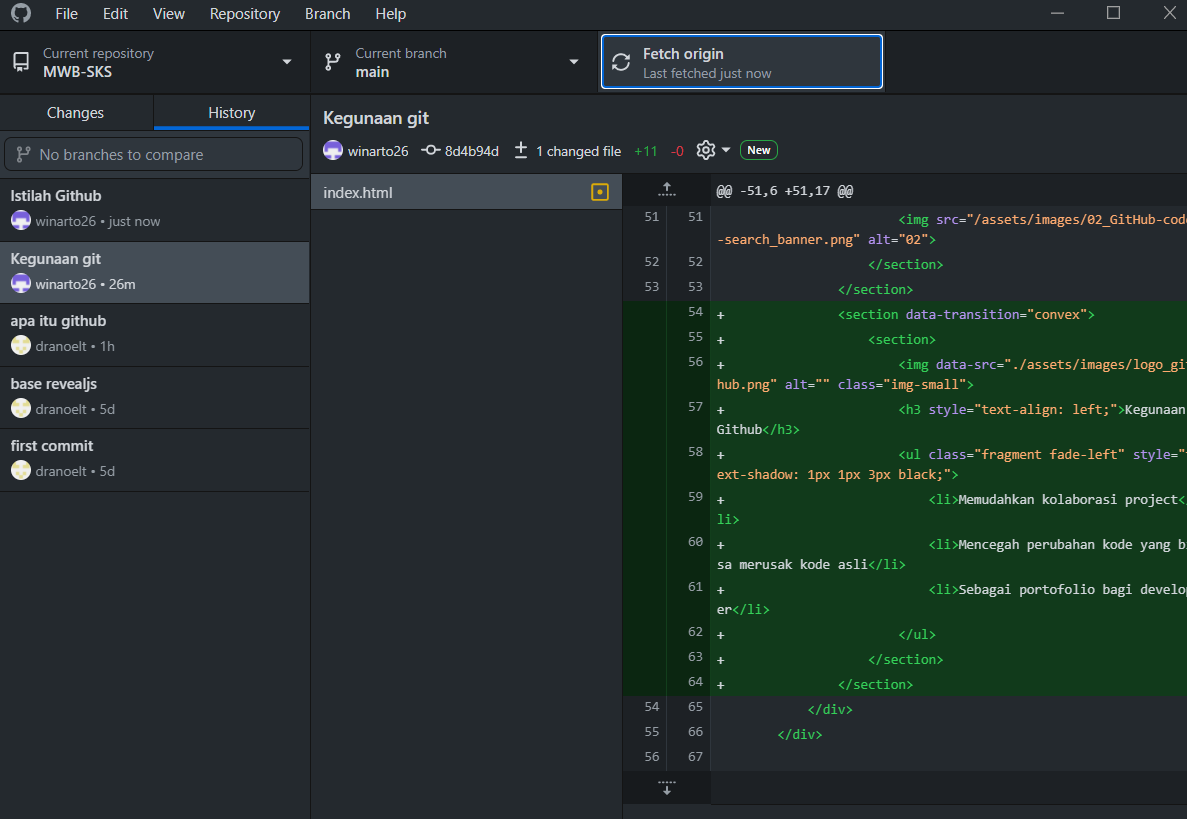 File Edit View Repository Branch Help
Current repository
MWB-SKS
Current branch
main
Fetch origin
Last fetched just now
Changes
History
No branches to compare
Istilah Github
winarto26 • just now
Kegunaan git
winarto26 • 26m
apa itu github
dranoelt • 1h
base revealjs
dranoelt • 5d
first commit
dranoelt • 5d
Kegunaan git
winarto26 8d4b94d 1 changed file +11 -0 New
index.html
@@ -51,6 +51,17 @@
51 51 <img src="/assets/images/02_GitHub-cod
-search_banner.png" alt="02">
52 52 </section>
53 53 </section>
54 + <section data-transition="convex">
55 + <section>
56 + <img data-src="./assets/images/logo_gi
hub.png" alt="" class="img-small">
57 + <h3 style="text-align: left;">Kegunaan
Github</h3>
58 + <ul class="fragment fade-left" style="
ext-shadow: 1px 1px 3px black;">
59 + <li>Memudahkan kolaborasi project<
li>
60 + <li>Mencegah perubahan kode yang bi
sa merusak kode asli</li>
61 + <li>Sebagai portofolio bagi develop
er</li>
62 + </ul>
63 + </section>
64 + </section>
54 65 </div>
55 66 </div>
56 67